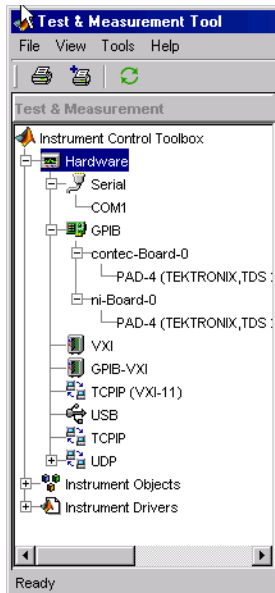 Test & Measurement Tool
File View Tools Help
Test & Measurement
Instrument Control Toolbox
Hardware
Serial
COM1
GPIB
contec-Board-0
PAD-4 (TEKTRONIX,TDS
ni-Board-0
PAD-4 (TEKTRONIX,TDS
VXI
GPIB-VXI
TCPIP (VXI-11)
USB
TCPIP
UDP
Instrument Objects
Instrument Drivers
Ready